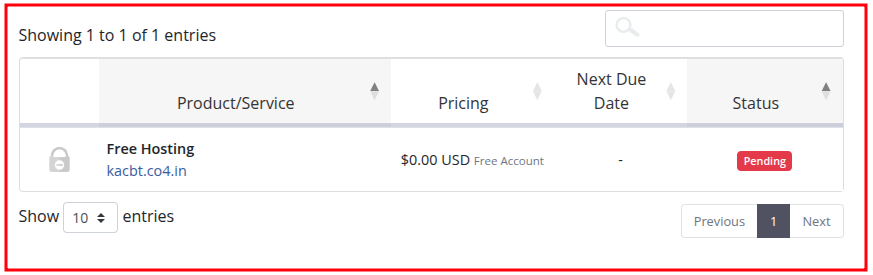 Showing 1 to 1 of 1 entries
Product/Service
Pricing
Next Due
Date
Status
Free Hosting
kacbt.co4.in
$0.00 USD Free Account
-
Pending
Show 10 entries
Previous 1 Next